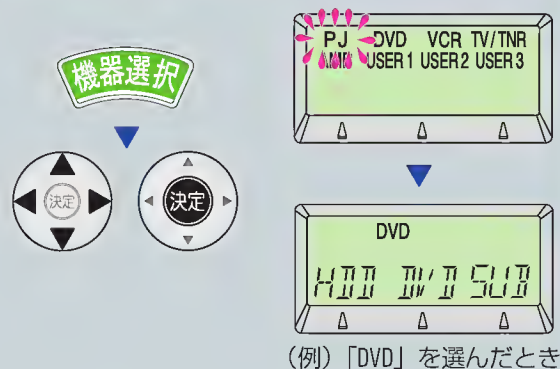 機器選択
決定
決定
PJ DVD VCR TV/TNR
AMP USER1 USER2 USER3
DVD
HDD DVD SUB
(例)「DVD」を選んだとき